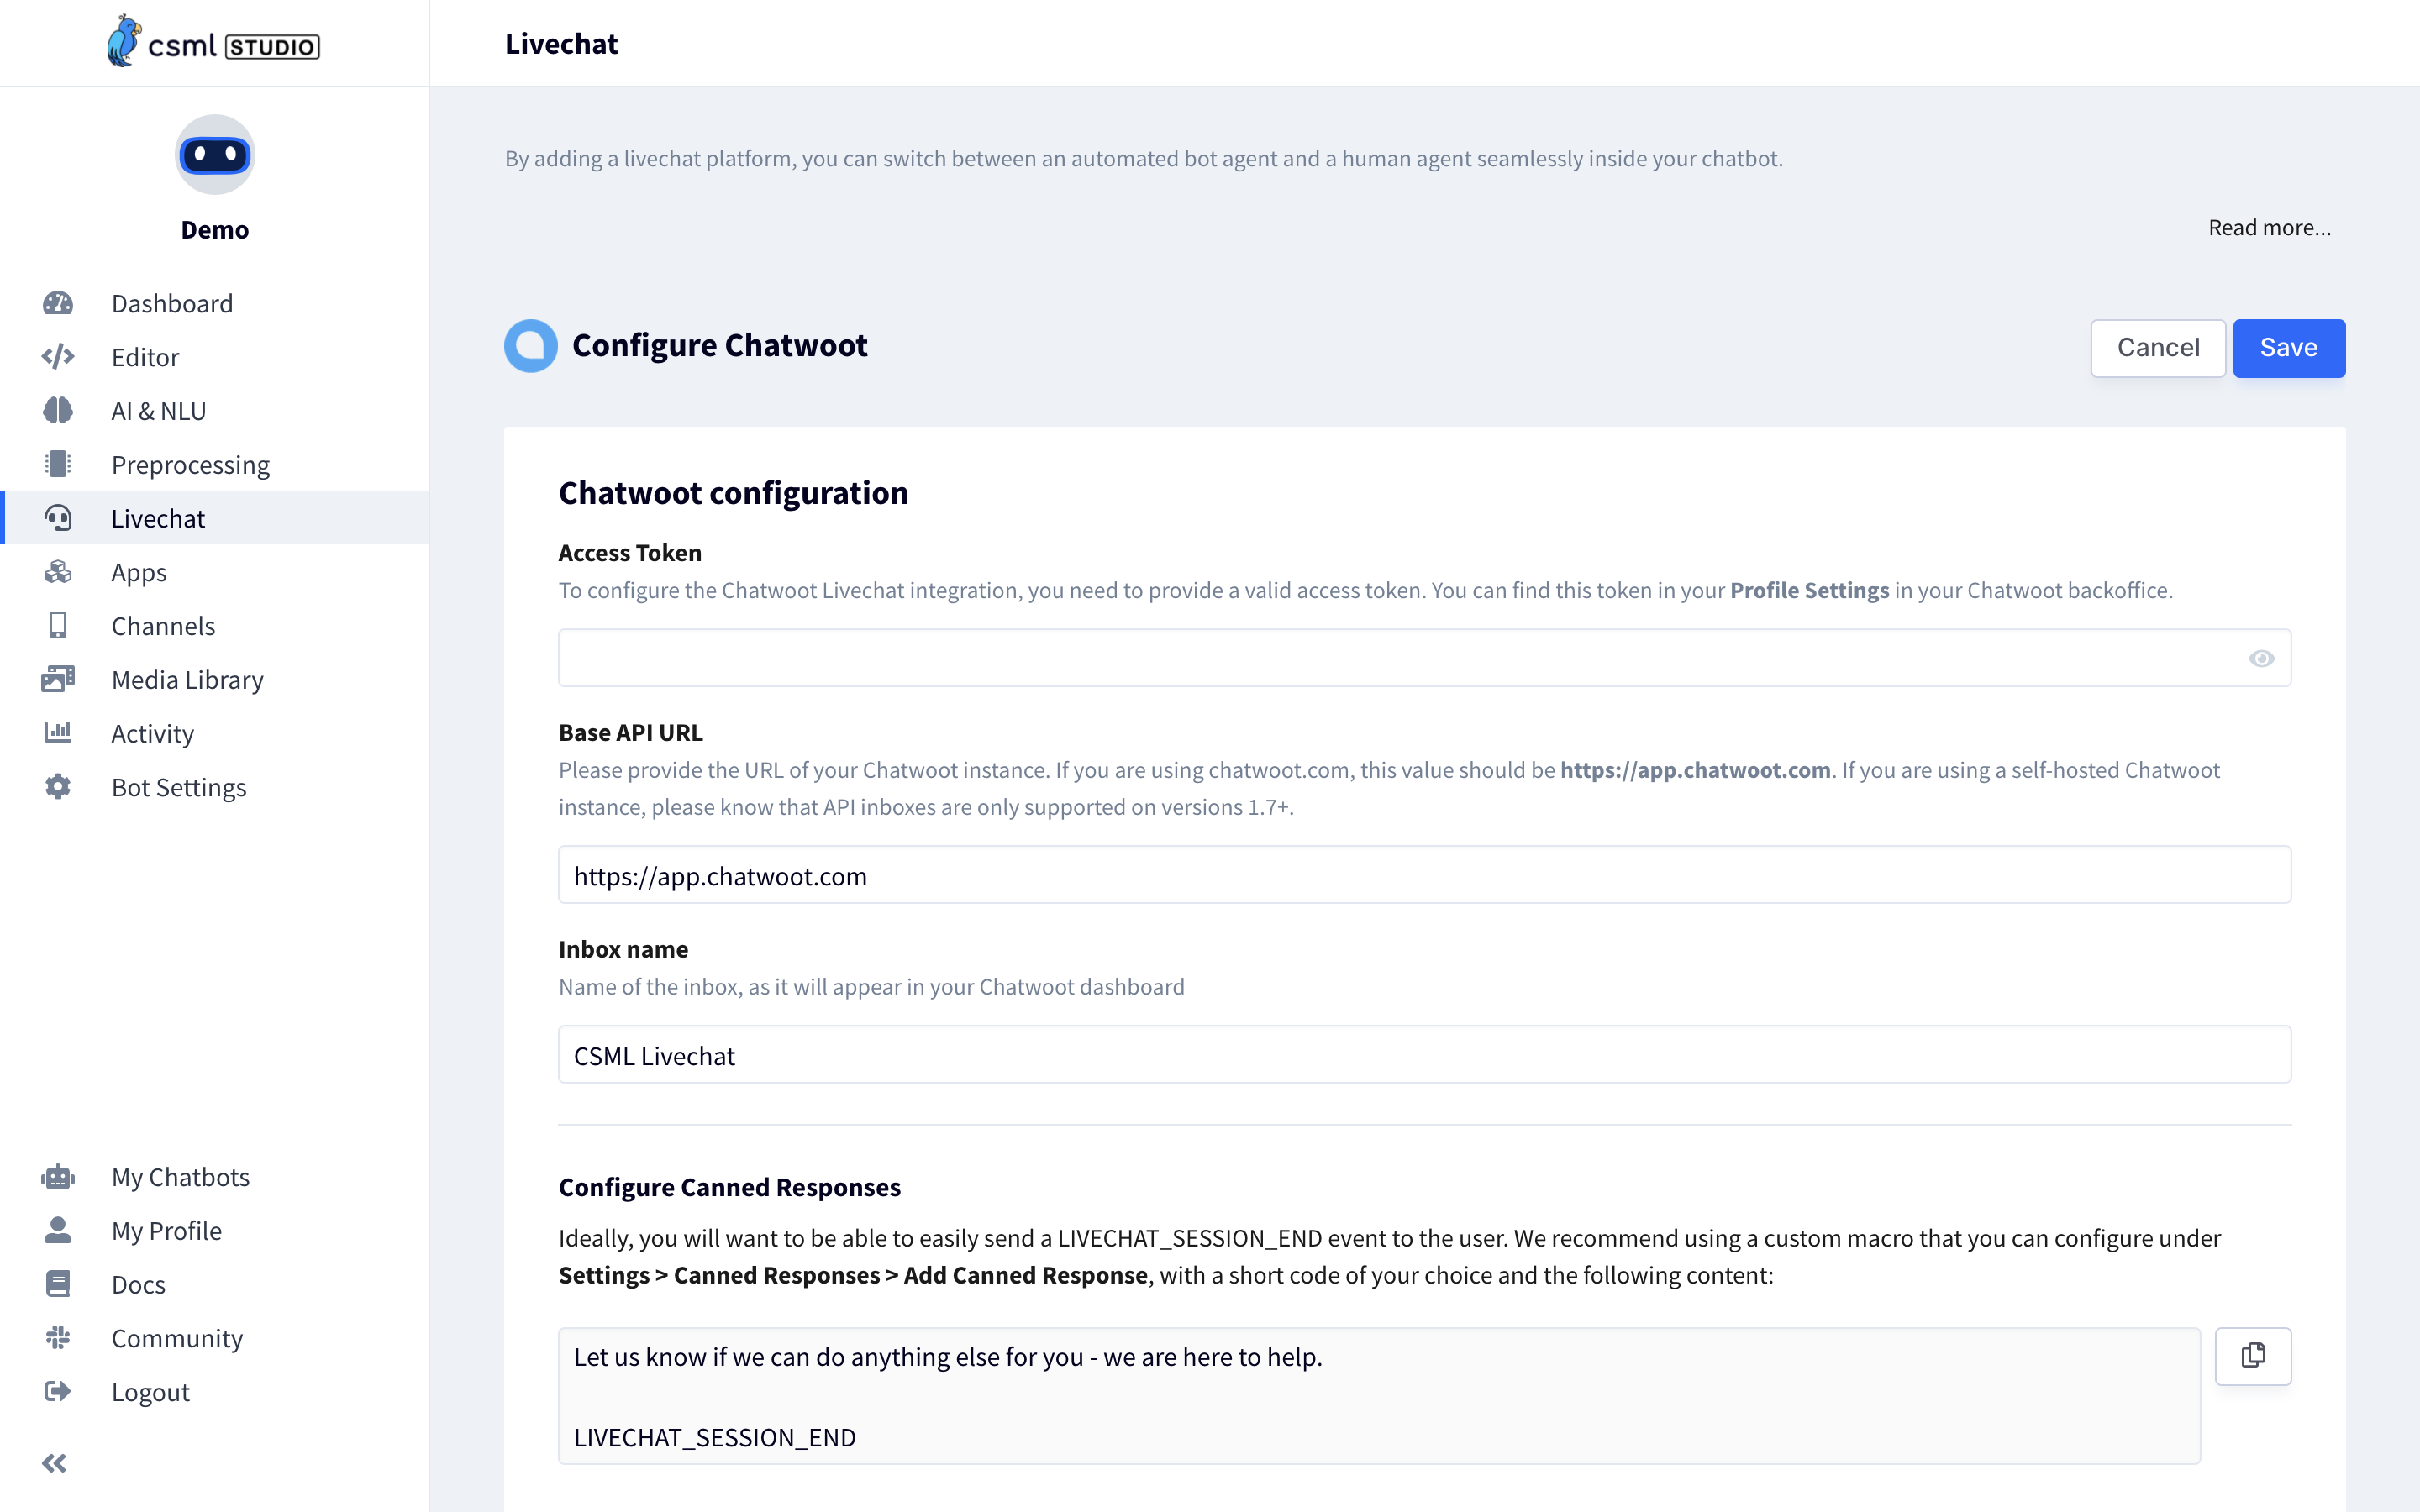 csml STUDIO
Livechat
Demo
Dashboard
Editor
AI & NLU
Preprocessing
Livechat
Apps
Channels
Media Library
Activity
Bot Settings
My Chatbots
My Profile
Docs
Community
Logout
By adding a livechat platform, you can switch between an automated bot agent and a human agent seamlessly inside your chatbot.
Read more...
Configure Chatwoot
Cancel
Save
Chatwoot configuration
Access Token
To configure the Chatwoot Livechat integration, you need to provide a valid access token. You can find this token in your Profile Settings in your Chatwoot backoffice.
Base API URL
Please provide the URL of your Chatwoot instance. If you are using chatwoot.com, this value should be https://app.chatwoot.com. If you are using a self-hosted Chatwoot
instance, please know that API inboxes are only supported on versions 1.7+.
https://app.chatwoot.com
Inbox name
Name of the inbox, as it will appear in your Chatwoot dashboard
CSML Livechat
Configure Canned Responses
Ideally, you will want to be able to easily send a LIVECHAT_SESSION_END event to the user. We recommend using a custom macro that you can configure under
Settings > Canned Responses > Add Canned Response, with a short code of your choice and the following content:
Let us know if we can do anything else for you - we are here to help.
LIVECHAT_SESSION_END